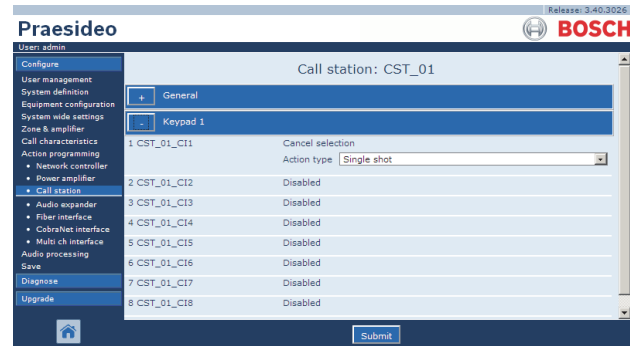 Release: 3.40.3026
Praesideo
BOSCH
User: admin
Configure
User management
System definition
Equipment configuration
System wide settings
Zone & amplifier
Call characteristics
Action programming
• Network controller
• Power amplifier
• Call station
• Audio expander
• Fiber interface
• CobraNet interface
• Multi ch interface
Audio processing
Save
Diagnose
Upgrade
Call station: CST_01
+ General
- Keypad 1
1 CST_01_CI1 Cancel selection
Action type Single shot
2 CST_01_CI2 Disabled
3 CST_01_CI3 Disabled
4 CST_01_CI4 Disabled
5 CST_01_CI5 Disabled
6 CST_01_CI6 Disabled
7 CST_01_CI7 Disabled
8 CST_01_CI8 Disabled
Submit